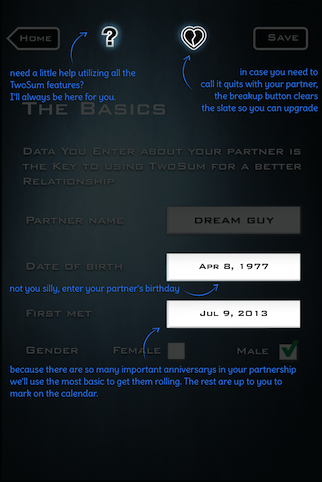 Home
?
Save
need a little help utilizing all the
TwoSum features?
I'll always be here for you.
in case you need to
call it quits with your partner,
the breakup button clears
the slate so you can upgrade
The Basics
Data You Enter about your partner is
the Key to using TwoSum for a better
Relationship
Partner name
DREAM GUY
Date of birth
Apr 8, 1977
not you silly, enter your partner's birthday
First met
Jul 9, 2013
Gender Female Male
because there are so many important anniversarys in your partnership
we'll use the most basic to get them rolling. The rest are up to you to
mark on the calendar.